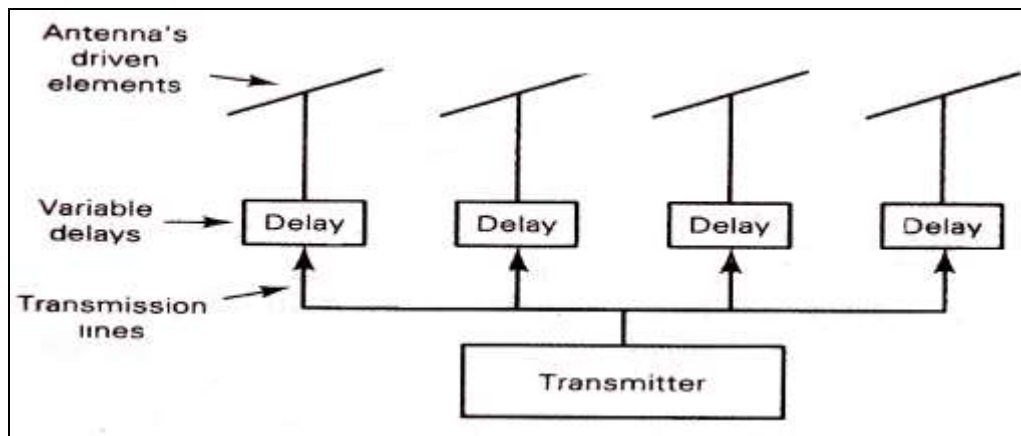 Antenna's
driven
elements
Variable
delays
Delay
Delay
Delay
Delay
Transmission
lines
Transmitter